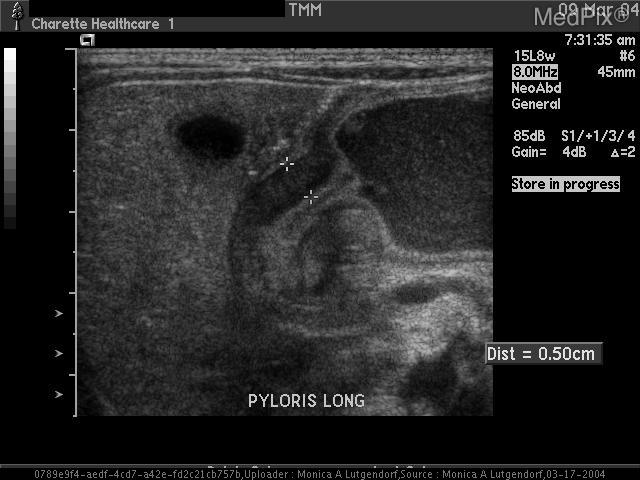 TMM
09 Mar 04
MedPix®
Charette Healthcare 1
7:31:35 am
15L8w #6
8.0MHz 45mm
NeoAbd
General
85dB S1/+1/3/4
Gain= 4dB Δ=2
Store in progress
Dist = 0.50cm
PYLORIS LONG
0789e9f4-aedf-4cd7-a42e-fd2c21cb757b,Uploader : Monica A Lutgendorf,Source : Monica A Lutgendorf,03-17-2004